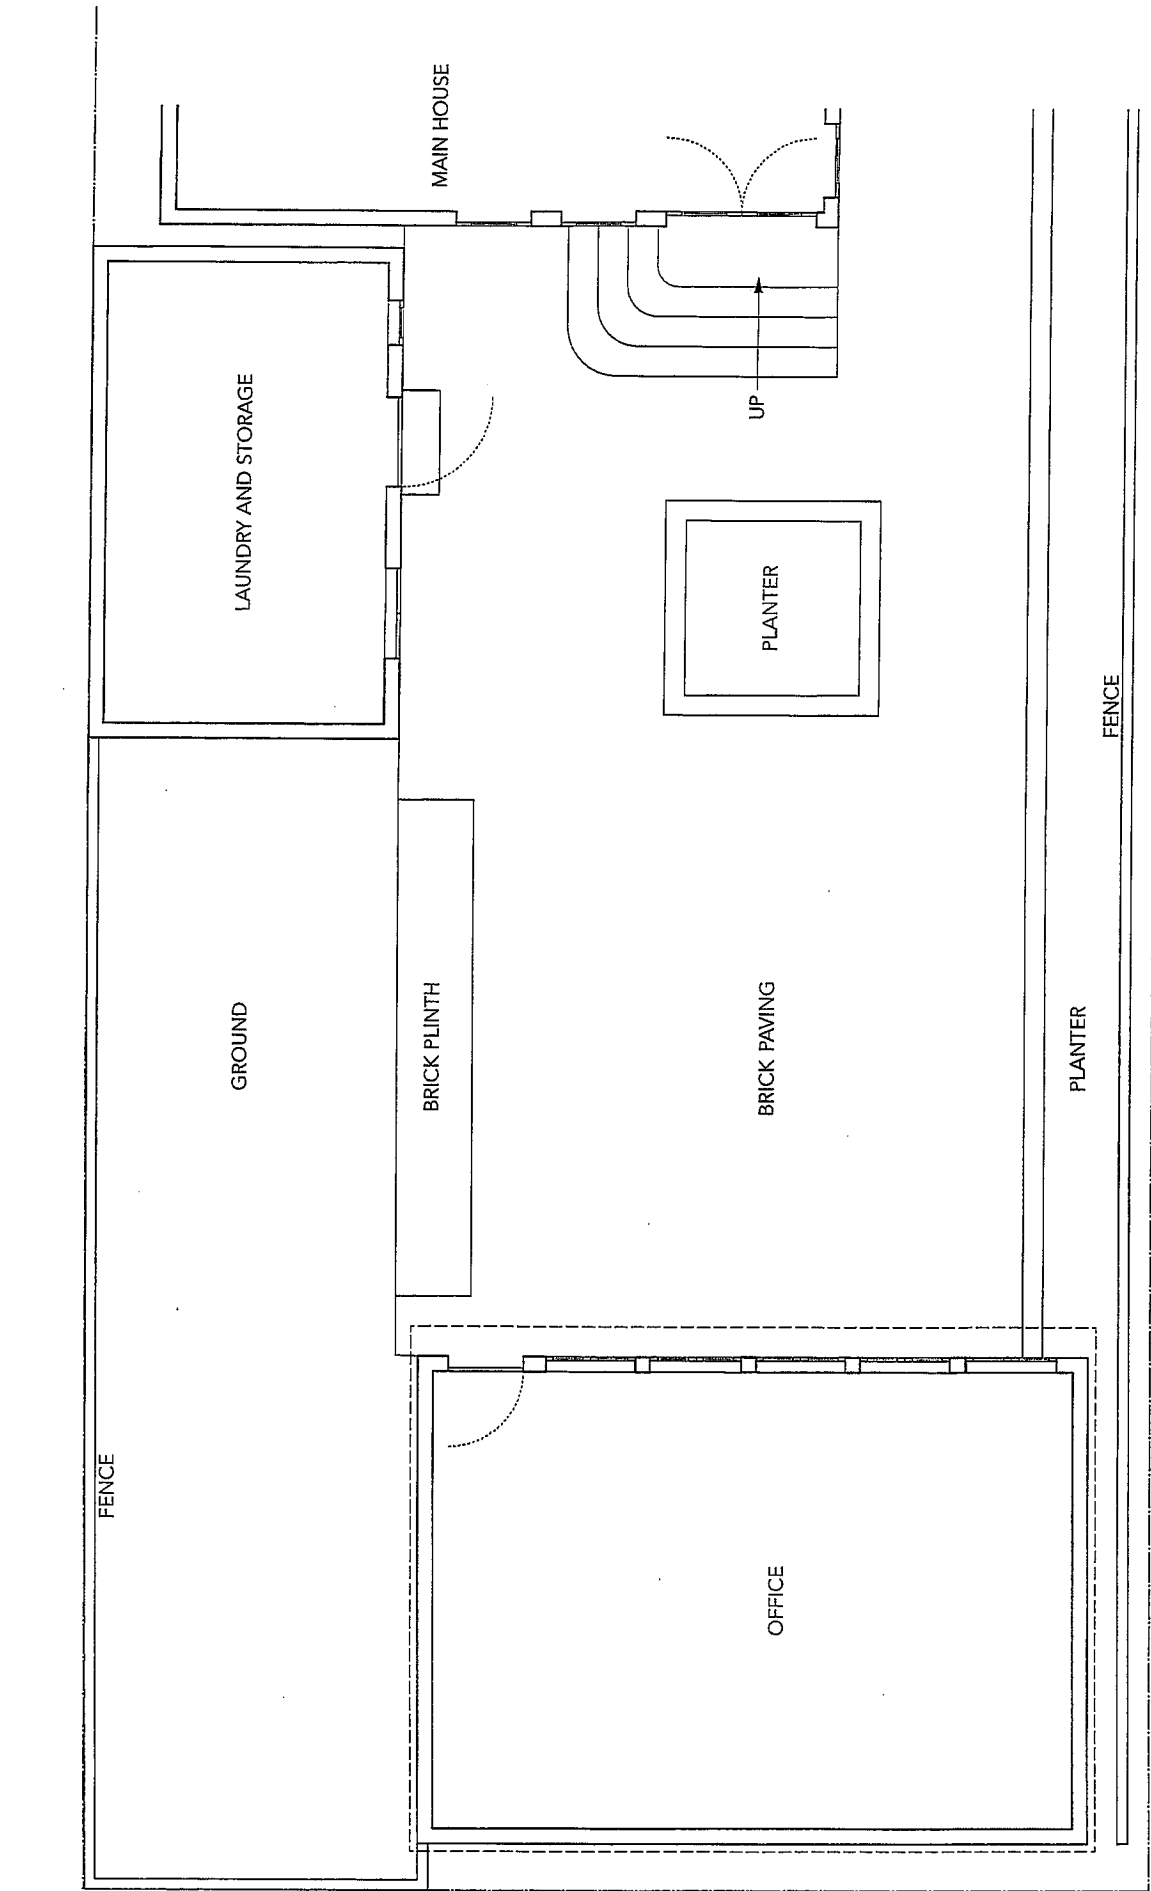 MAIN HOUSE
LAUNDRY AND STORAGE
UP
PLANTER
FENCE
GROUND
BRICK PLINTH
BRICK PAVING
PLANTER
FENCE
OFFICE